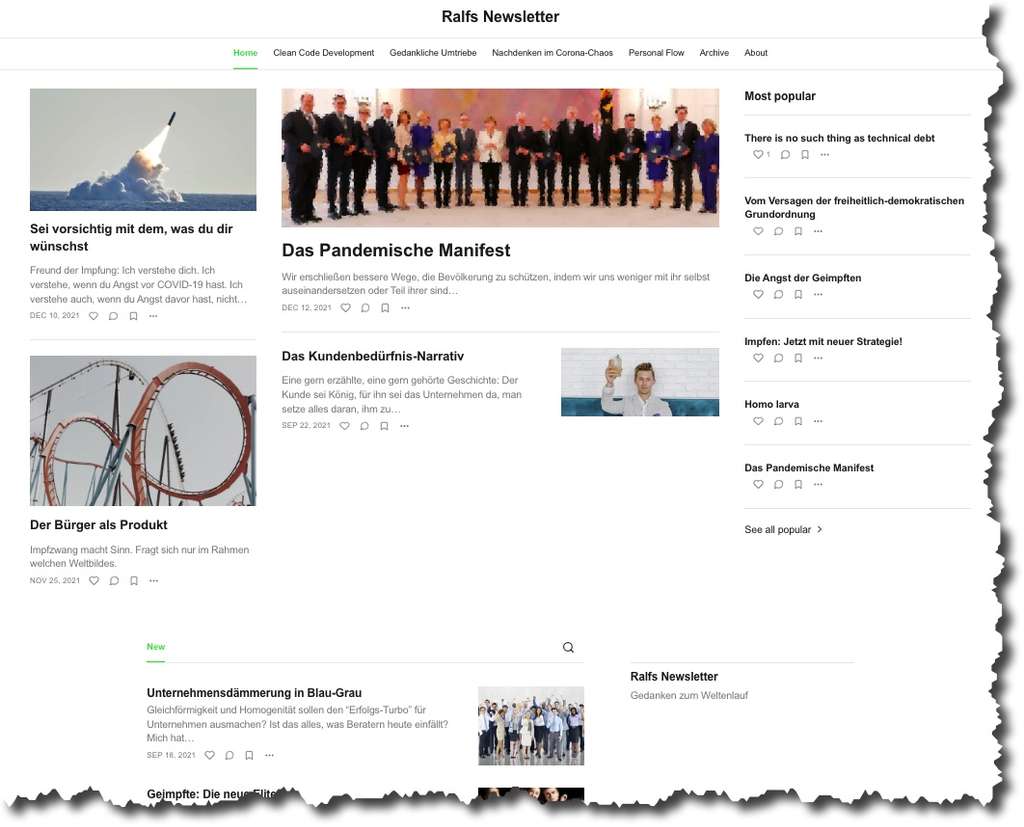 Ralfs Newsletter
Home Clean Code Development Gedankliche Umtriebe Nachdenken im Corona-Chaos Personal Flow Archive About
Sei vorsichtig mit dem, was du dir
wünschst
Freund der Impfung: Ich verstehe dich. Ich
verstehe, wenn du Angst vor COVID-19 hast. Ich
verstehe auch, wenn du Angst davor hast, nicht…
DEC 10, 2021
Der Bürger als Produkt
Impfzwang macht Sinn. Fragt sich nur im Rahmen
welchen Weltbildes.
NOV 25, 2021
Das Pandemische Manifest
Wir erschließen bessere Wege, die Bevölkerung zu schützen, indem wir uns weniger mit ihr selbst
auseinandersetzen oder Teil ihrer sind…
DEC 12, 2021
Das Kundenbedürfnis-Narrativ
Eine gern erzählte, eine gern gehörte Geschichte: Der
Kunde sei König, für ihn sei das Unternehmen da, man
setze alles daran, ihm zu…
SEP 22, 2021
Most popular
There is no such thing as technical debt
1
Vom Versagen der freiheitlich-demokratischen
Grundordnung
Die Angst der Geimpften
Impfen: Jetzt mit neuer Strategie!
Homo larva
Das Pandemische Manifest
See all popular
New
Unternehmensdämmerung in Blau-Grau
Gleichförmigkeit und Homogenität sollen den “Erfolgs-Turbo” für
Unternehmen ausmachen? Ist das alles, was Beratern heute einfällt?
Mich hat…
SEP 16, 2021
Geimpfte: Die neue Elite
Ralfs Newsletter
Gedanken zum Weltenlauf